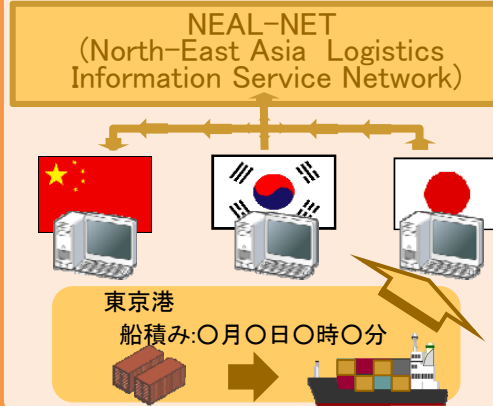 NEAL-NET
(North-East Asia Logistics
Information Service Network)
東京港
船積み:〇月〇日〇時〇分